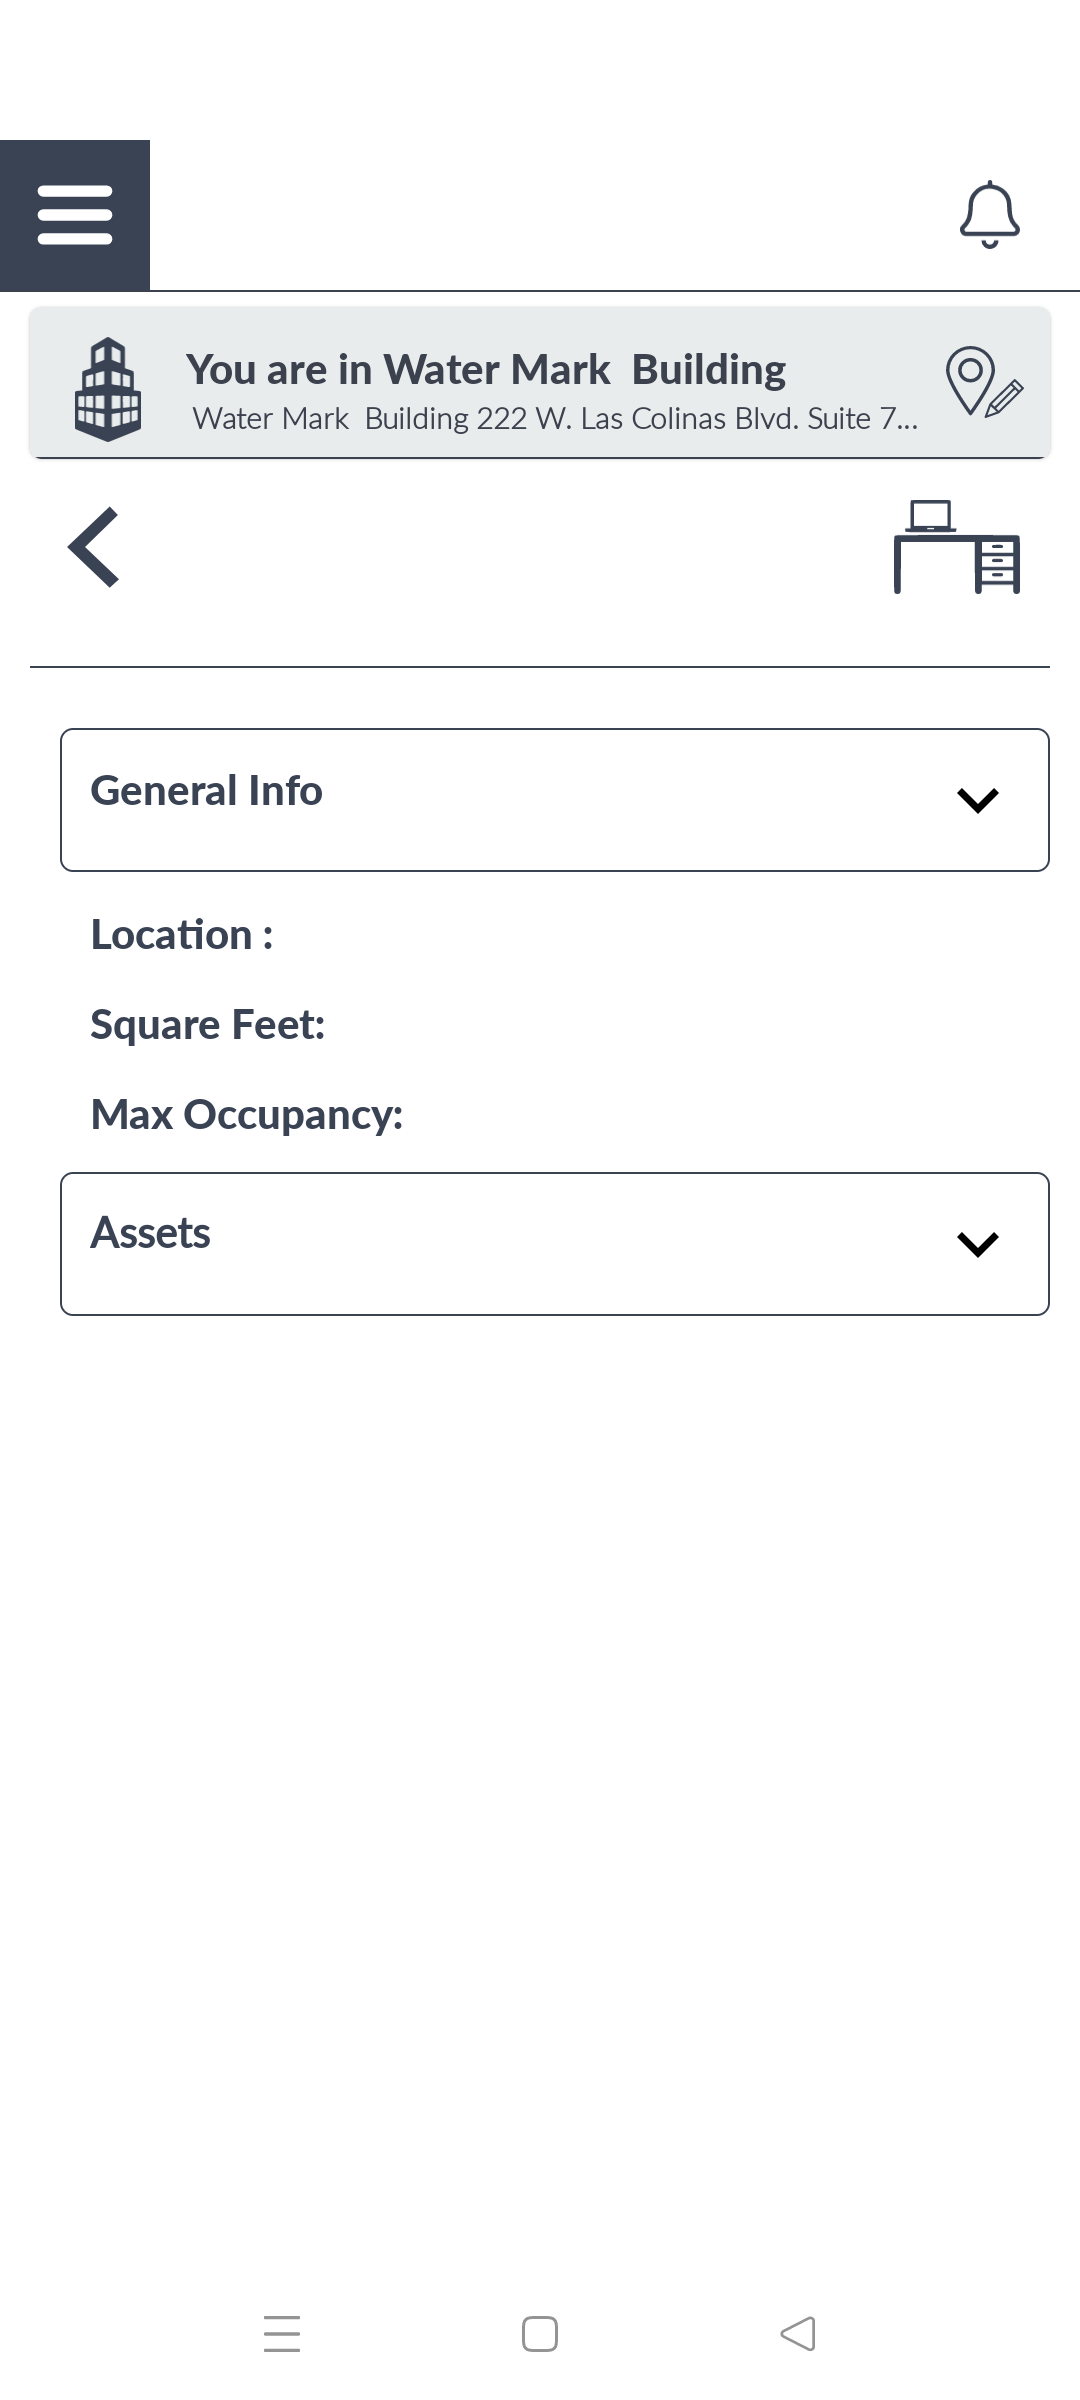 You are in Water Mark  Building
Water Mark  Building 222 W. Las Colinas Blvd. Suite 7...
General Info
Location :
Square Feet:
Max Occupancy:
Assets